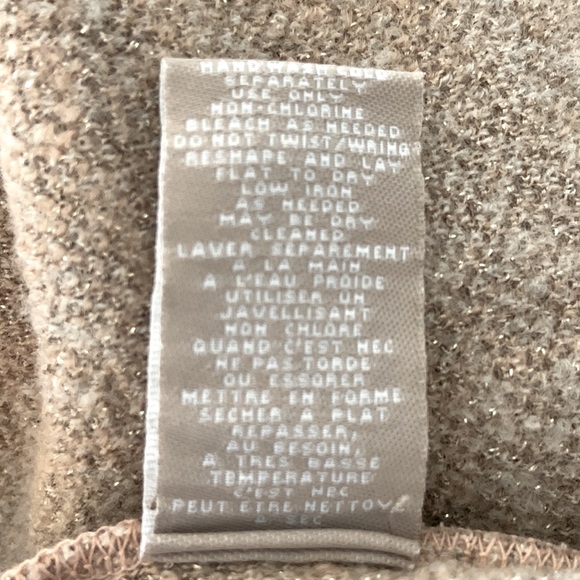 HAND WASH COLD
SEPARATELY
USE ONLY
NON-CHLORINE
BLEACH AS NEEDED
DO NOT TWIST/WRING
RESHAPE AND LAY
FLAT TO DRY
LOW IRON
AS NEEDED
MAY BE DRY
CLEANED
LAVER SEPAREMENT
A LA MAIN
A L'EAU PROIDE
UTILISER UN
JAVELLISANT
NON CHLORE
QUAND C'EST NEC
NE PAS TORDE
OU ESSORER
METTRE EN FORME
SECHER A PLAT
REPASSER,
AU BESOIN,
A TRES BASSE
TEMPERATURE
C'EST NEC
PEUT ETRE NETTOYE
A SEC